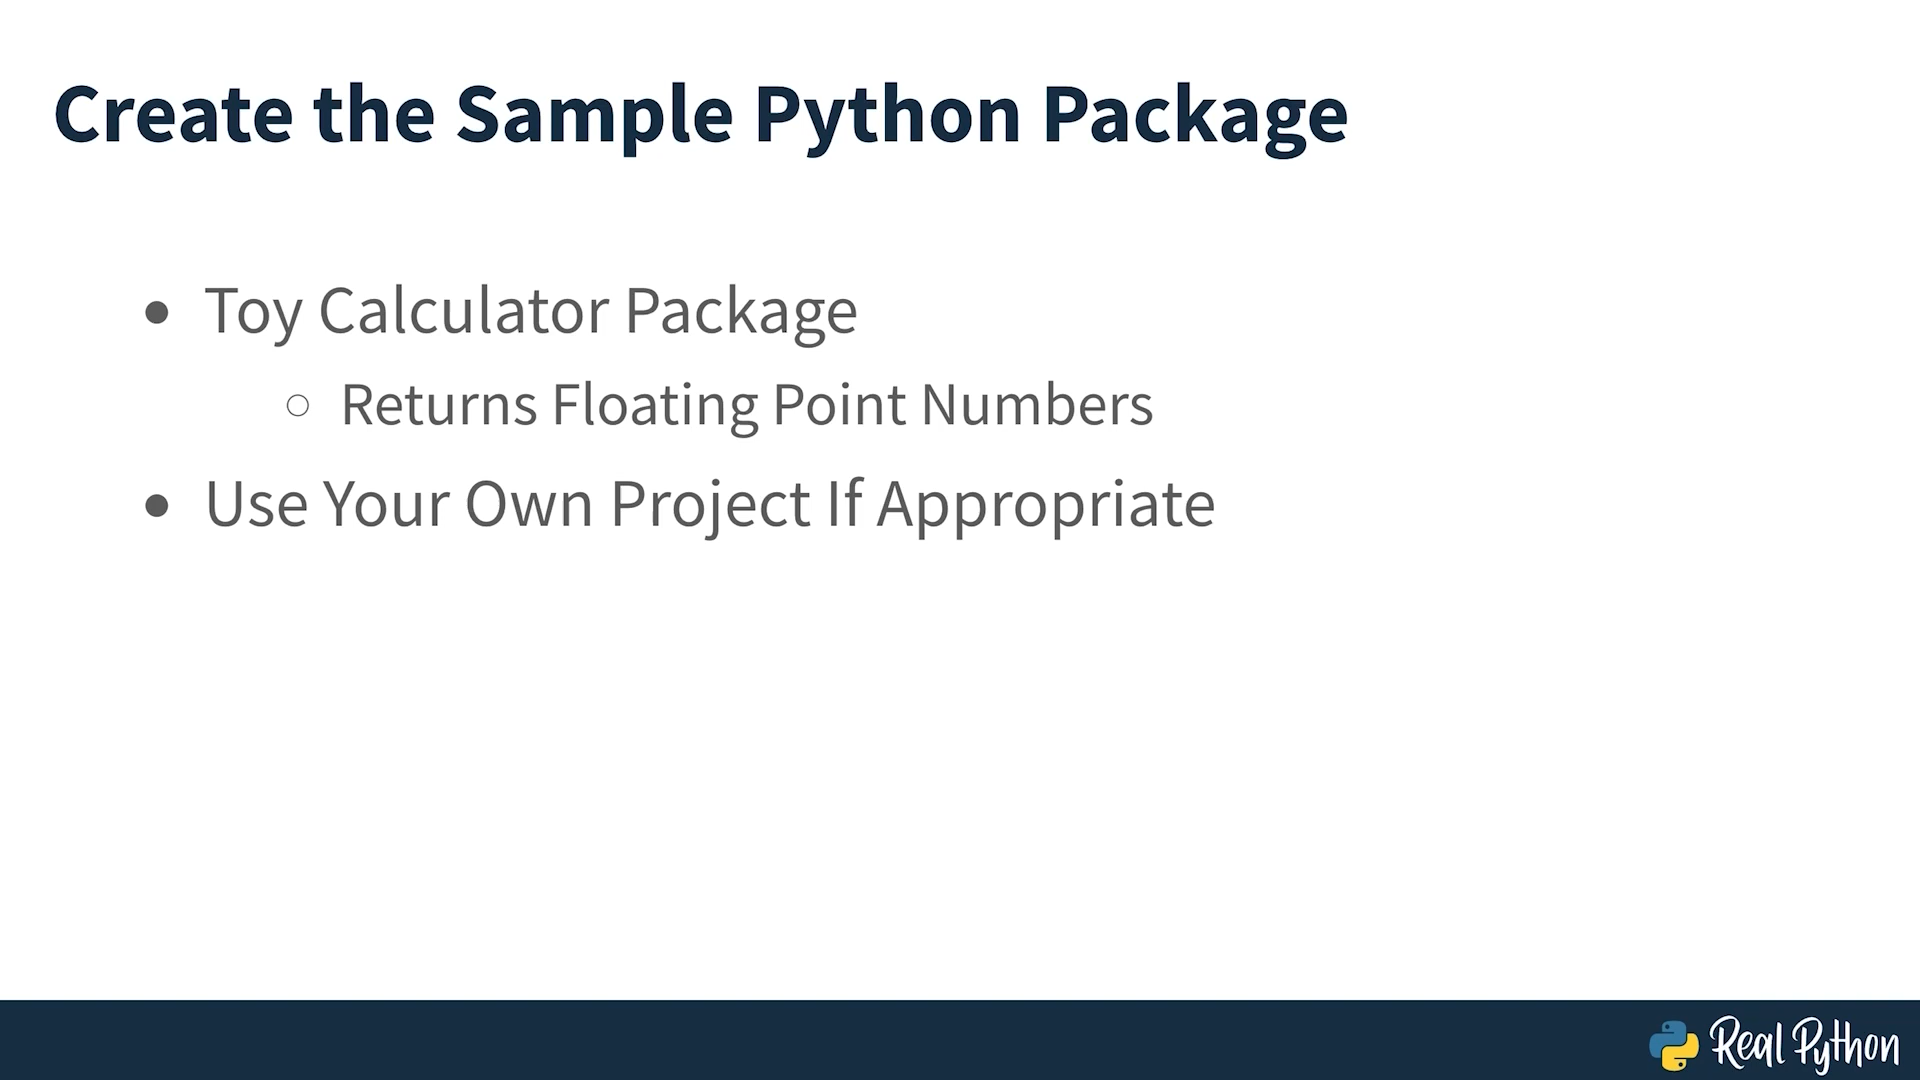 Create the Sample Python Package
• Toy Calculator Package
○ Returns Floating Point Numbers
• Use Your Own Project If Appropriate
Real Python